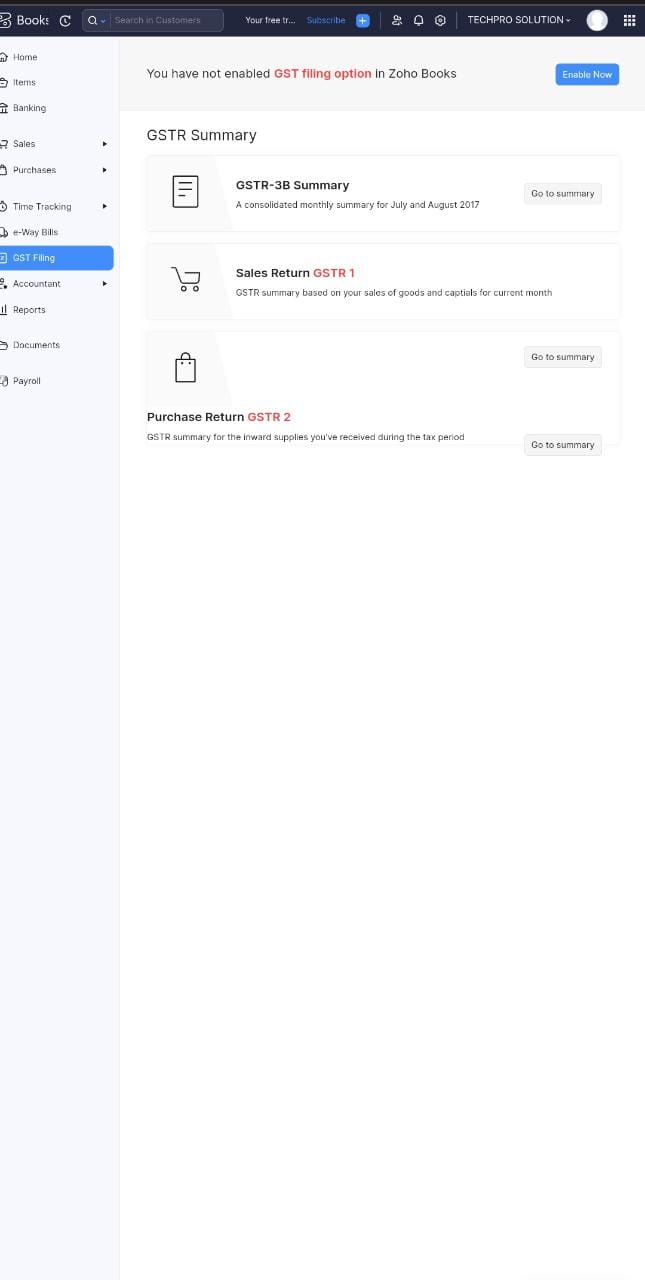 Books Search in Customers Your free tr... Subscribe TECHPRO SOLUTION
Home
Items
Banking
Sales
Purchases
Time Tracking
e-Way Bills
GST Filing
Accountant
Reports
Documents
Payroll
You have not enabled GST filing option in Zoho Books
Enable Now
GSTR Summary
GSTR-3B Summary
A consolidated monthly summary for July and August 2017
Go to summary
Sales Return GSTR 1
GSTR summary based on your sales of goods and captials for current month
Go to summary
Purchase Return GSTR 2
GSTR summary for the inward supplies you've received during the tax period
Go to summary